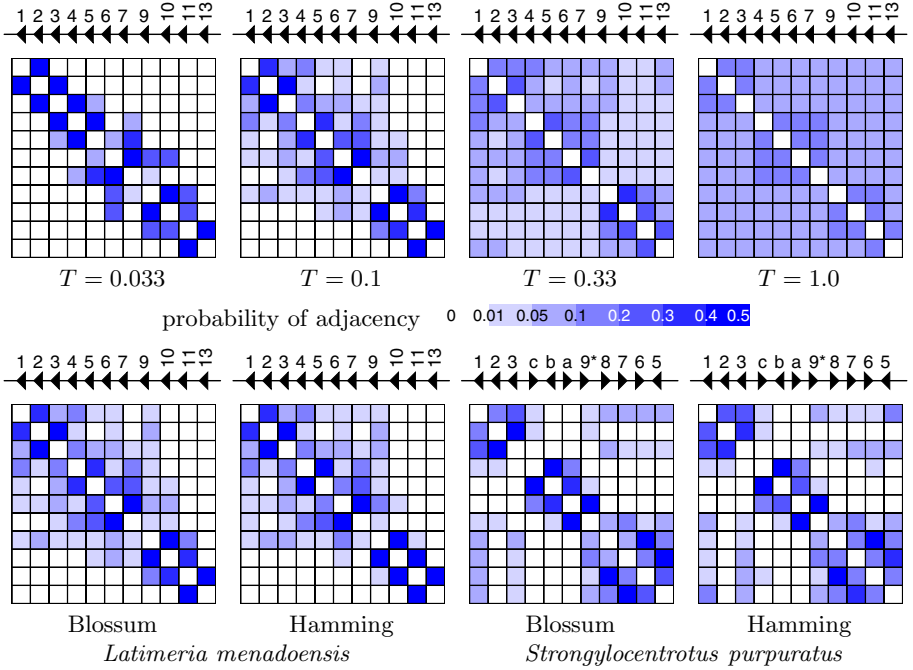 1 2 3 4 5 6 7 9 10 11 13 1 2 3 4 5 6 7 9 10 11 13 1 2 3 4 5 6 7 9 10 11 13 1 2 3 4 5 6 7 9 10 11 13
T = 0.033 T = 0.1 T = 0.33 T = 1.0
probability of adjacency 0 0.01 0.05 0.1 0.2 0.3 0.4 0.5
1 2 3 4 5 6 7 9 10 11 13 1 2 3 4 5 6 7 9 10 11 13 1 2 3 c b a 9* 8 7 6 5 1 2 3 c b a 9* 8 7 6 5
Blossum Hamming Blossum Hamming
Latimeria menadoensis Strongylocentrotus purpuratus